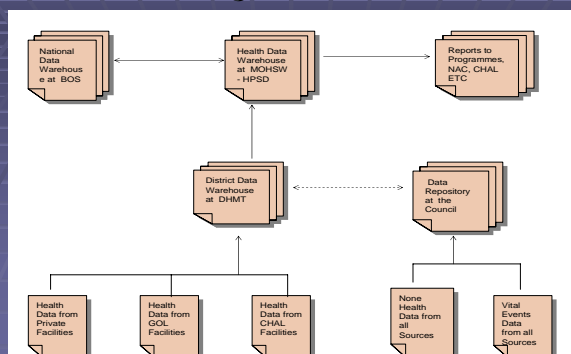 National
Data
Warehous
e at BOS
Health Data
Warehouse
at MOHSW
- HPSD
Reports to
Programmes,
NAC, CHAL
ETC
District Data
Warehouse
at DHMT
Data
Repository
at the
Council
Health
Data from
Private
Facilities
Health
Data from
GOL
Facilities
Health
Data from
CHAL
Facilities
None
Health
Data from
all
Sources
Vital
Events
Data
from all
Sources